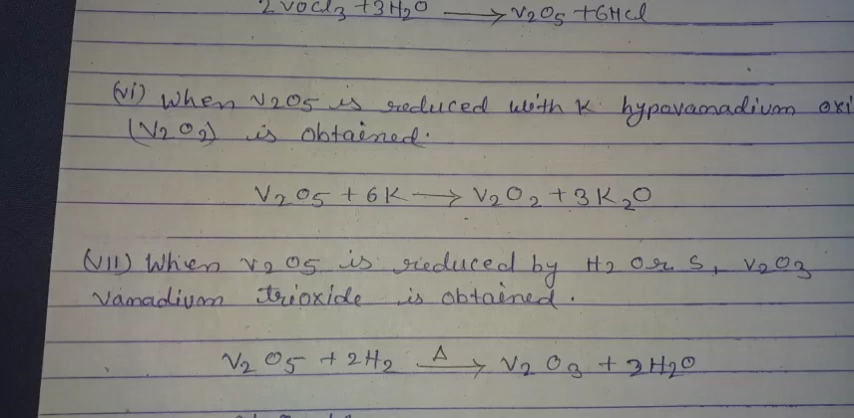 2VOCl3 + 3H2O ⟶ V2O5 + 6HCl
(vi) When V2O5 is reduced with K hypovanadium oxi
(V2O2) is obtained.
V2O5 + 6K ⟶ V2O2 + 3K2O
(VII) When V2O5 is reduced by H2 or S, V2O3
Vanadium trioxide is obtained.
V2O5 + 2H2 Δ⟶ V2O3 + 2H2O